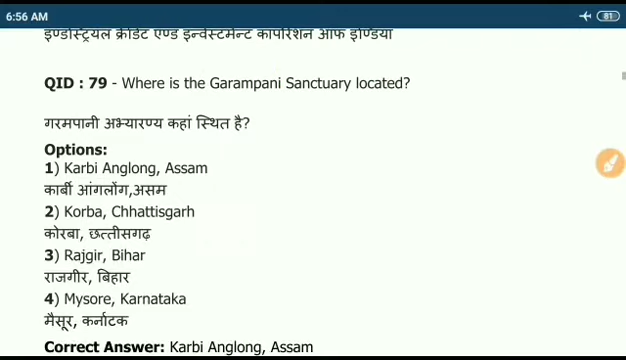 6:56 AM
81
इण्डस्ट्रियल क्रेडिट एण्ड इन्वेस्टमेन्ट कॉर्पोरेशन ऑफ इण्डिया
QID : 79 - Where is the Garampani Sanctuary located?
गरमपानी अभ्यारण्य कहां स्थित है?
Options:
1) Karbi Anglong, Assam
कार्बी आंगलोंग,असम
2) Korba, Chhattisgarh
कोरबा, छत्तीसगढ़
3) Rajgir, Bihar
राजगीर, बिहार
4) Mysore, Karnataka
मैसूर, कर्नाटक
Correct Answer: Karbi Anglong, Assam